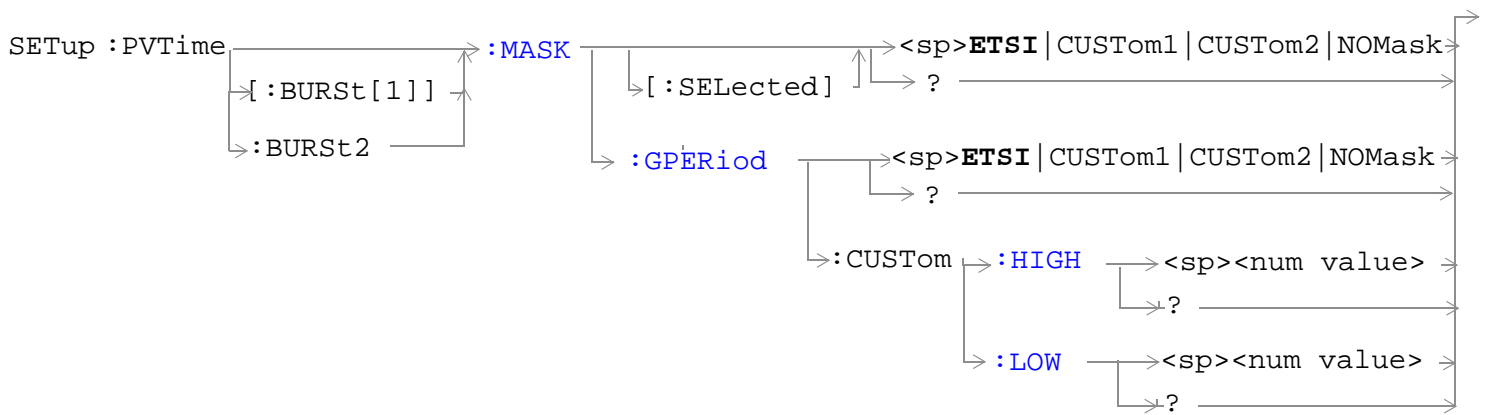 SETup :PVTime :MASK <sp>ETSI|CUSTom1|CUSTom2|NOMask
[:BURSt[1]] [:SELected] ?
:BURSt2 :GPERiod <sp>ETSI|CUSTom1|CUSTom2|NOMask
?
:CUSTom :HIGH <sp><num value>
?
:LOW <sp><num value>
?